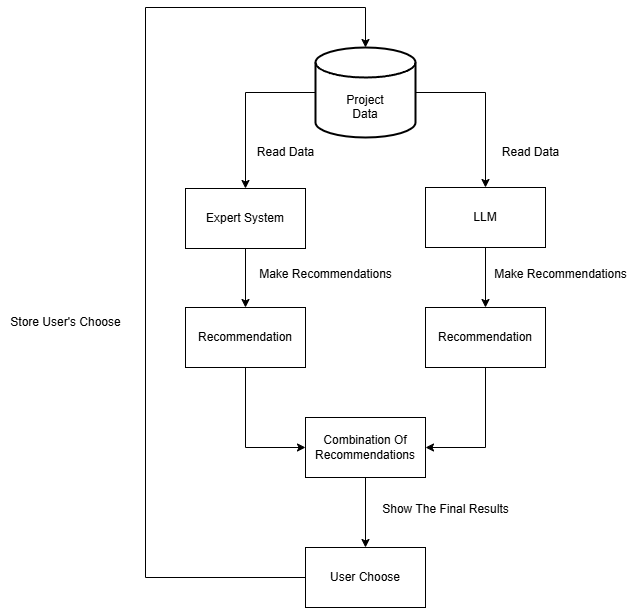 Project
Data
Read Data
Read Data
Expert System
LLM
Make Recommendations
Make Recommendations
Store User's Choose
Recommendation
Recommendation
Combination Of
Recommendations
Show The Final Results
User Choose